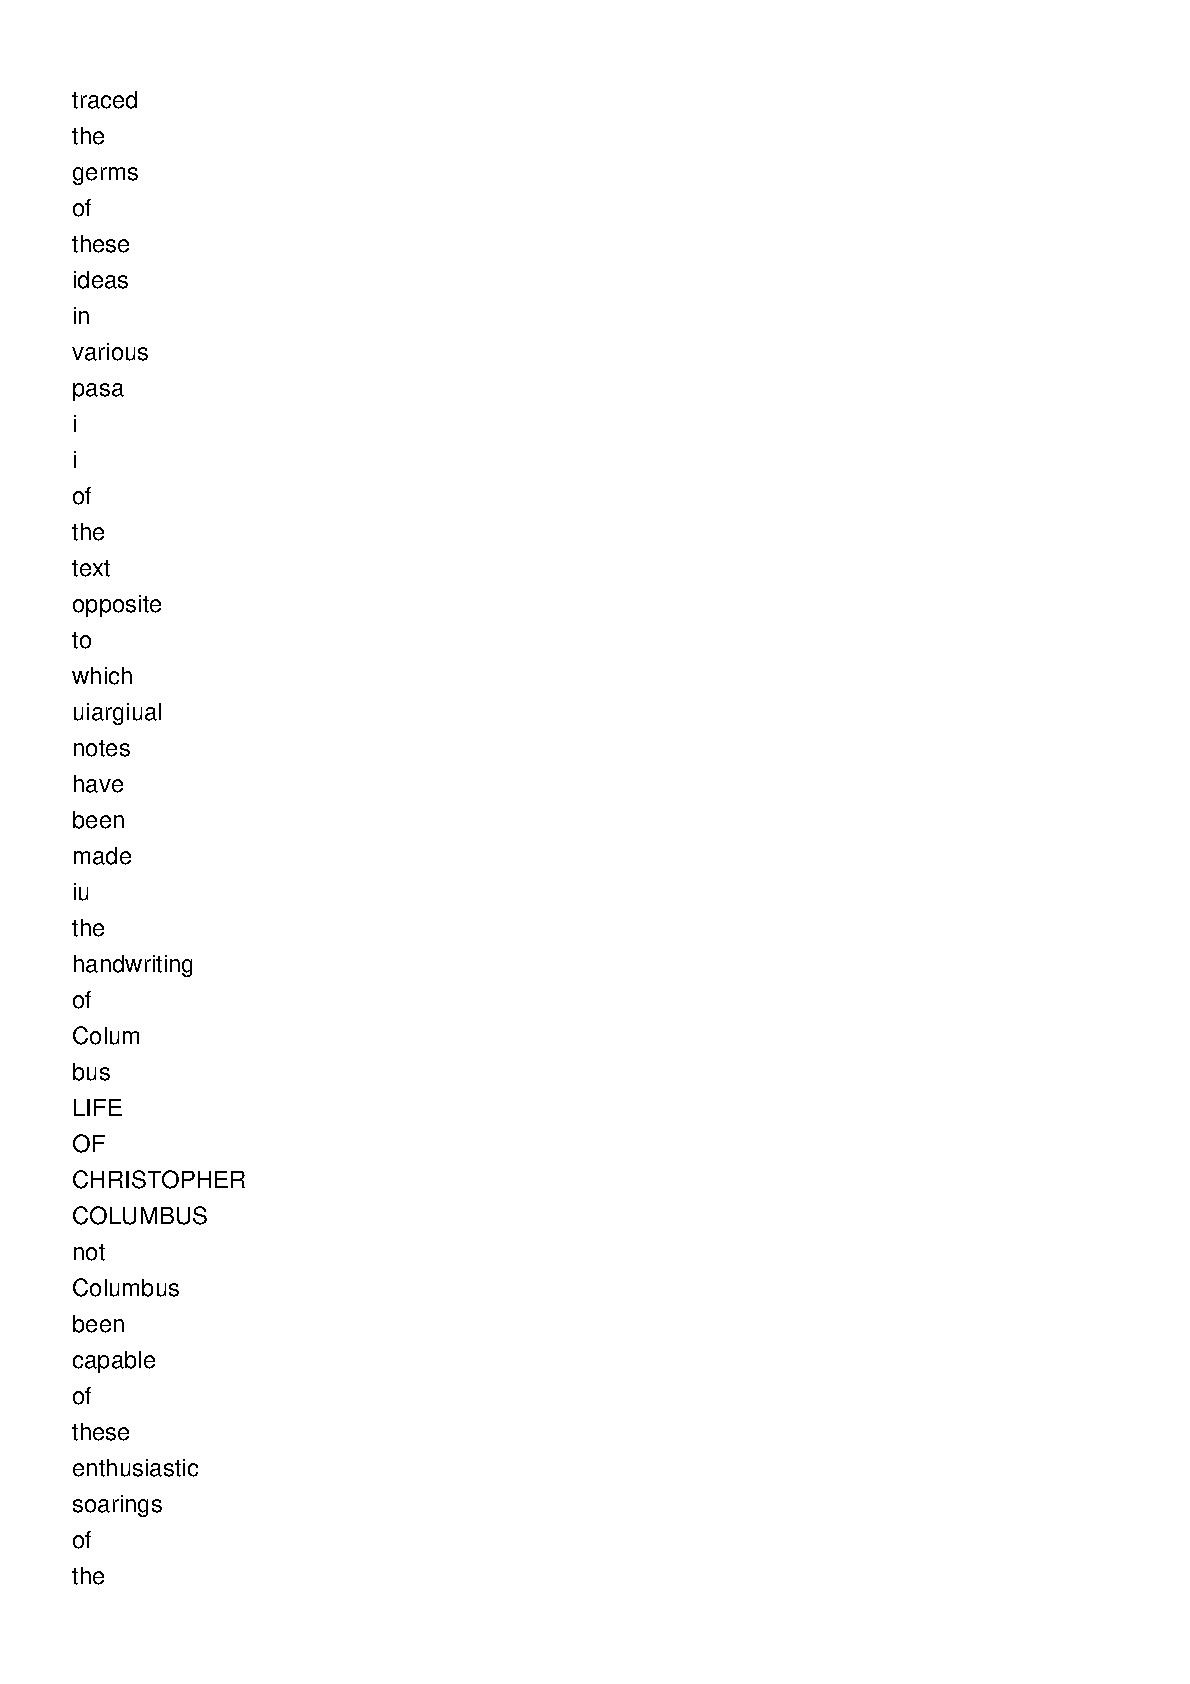 traced
the
germs
of
these
ideas
in
various
pasa
i
i
of
the
text
opposite
to
which
uiargiual
notes
have
been
made
iu
the
handwriting
of
Colum
bus
LIFE
OF
CHRISTOPHER
COLUMBUS
not
Columbus
been
capable
of
these
enthusiastic
soarings
of
the